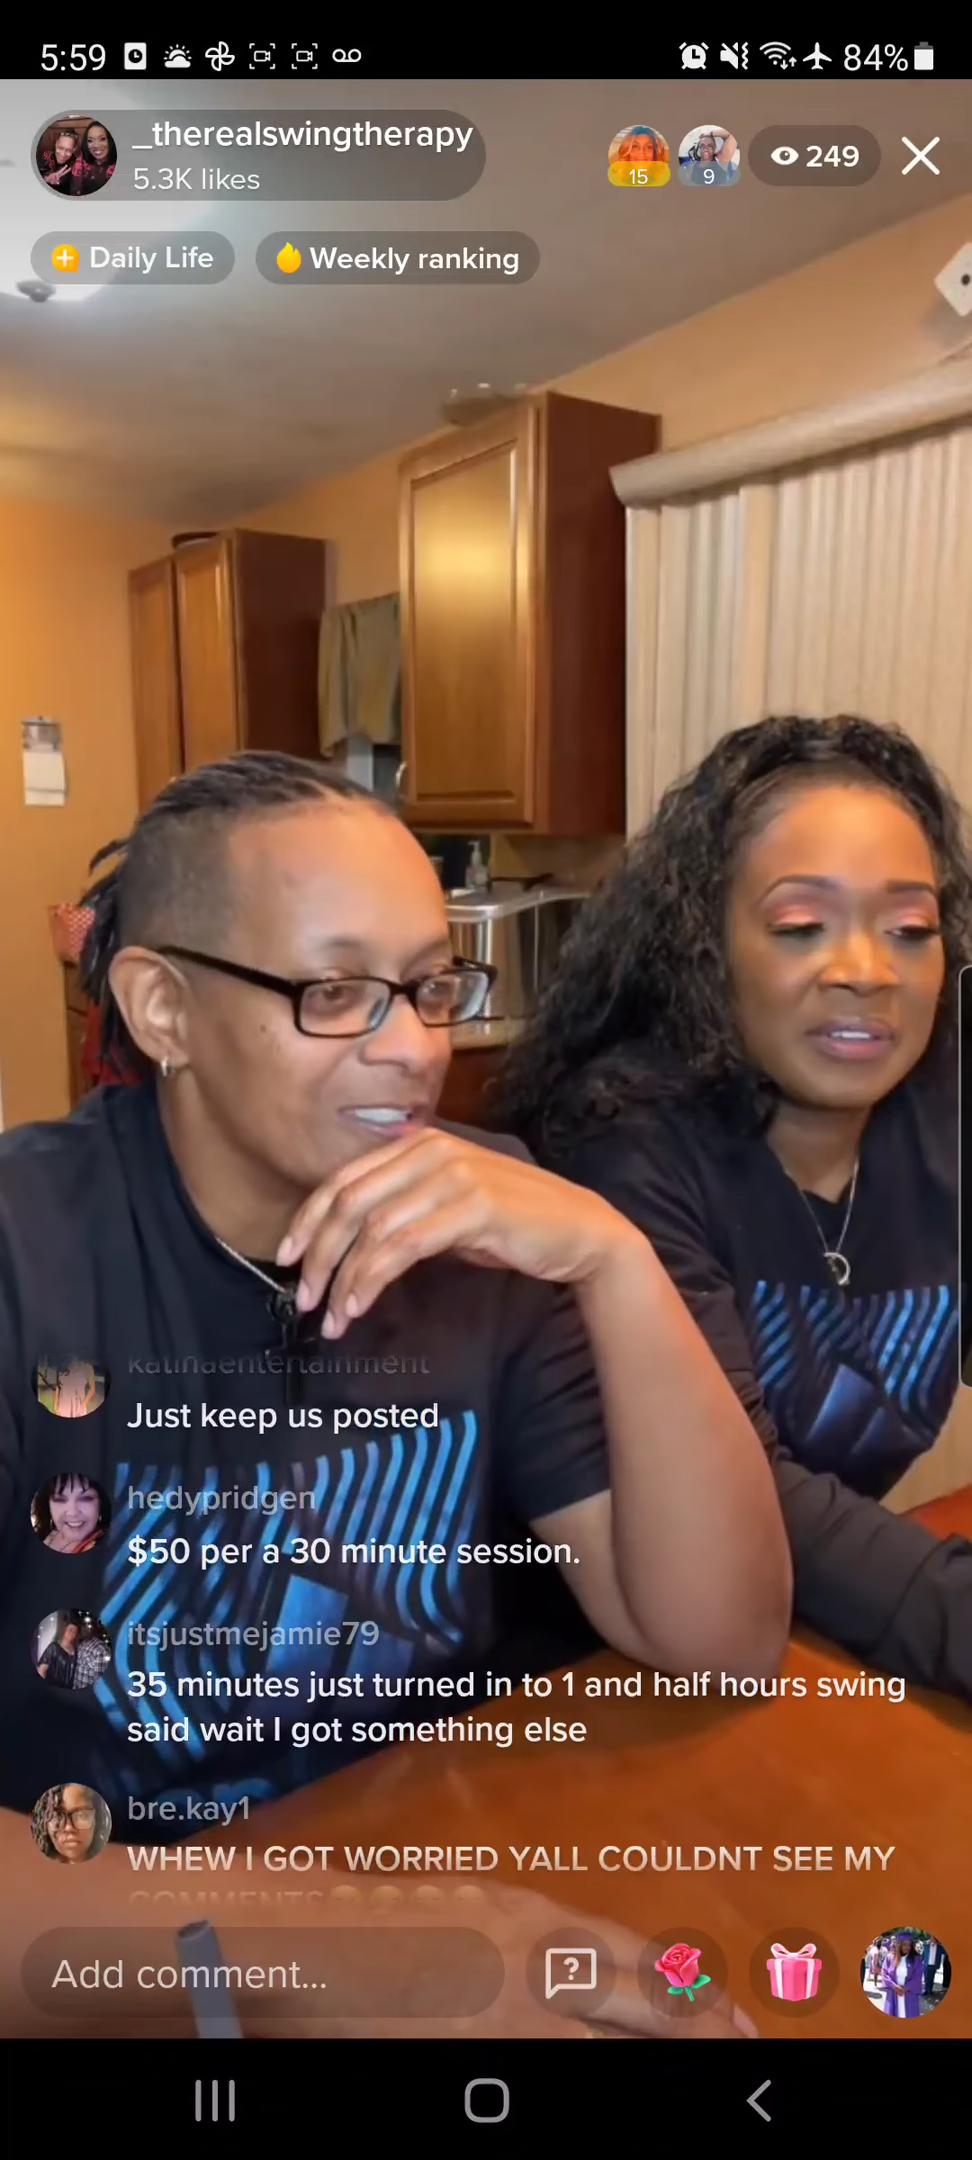 5:59
84%
_therealswingtherapy
5.3K likes
15
9
249
Daily Life
Weekly ranking
katinaentertainment
Just keep us posted
hedypridgen
$50 per a 30 minute session.
itsjustmejamie79
35 minutes just turned in to 1 and half hours swing
said wait I got something else
bre.kay1
WHEW I GOT WORRIED YALL COULDNT SEE MY
COMMENTS
Add comment...